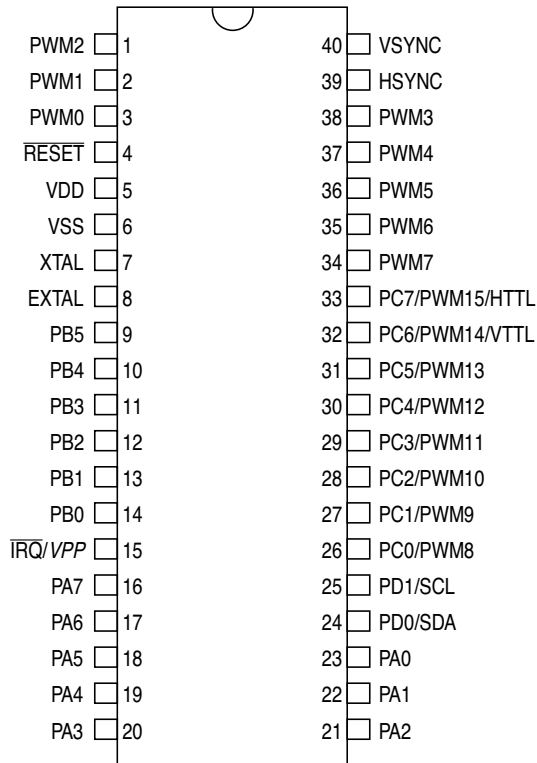 PWM2 1 40 VSYNC
PWM1 2 39 HSYNC
PWM0 3 38 PWM3
RESET 4 37 PWM4
VDD 5 36 PWM5
VSS 6 35 PWM6
XTAL 7 34 PWM7
EXTAL 8 33 PC7/PWM15/HTTL
PB5 9 32 PC6/PWM14/VTTL
PB4 10 31 PC5/PWM13
PB3 11 30 PC4/PWM12
PB2 12 29 PC3/PWM11
PB1 13 28 PC2/PWM10
PB0 14 27 PC1/PWM9
IRQ/VPP 15 26 PC0/PWM8
PA7 16 25 PD1/SCL
PA6 17 24 PD0/SDA
PA5 18 23 PA0
PA4 19 22 PA1
PA3 20 21 PA2